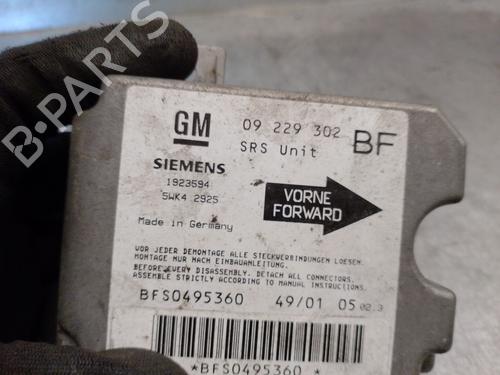 GM 09 229 302 BF
SRS Unit
SIEMENS
1923594
5WK4 2925
VORNE
FORWARD
Made in Germany
VOR JEDER DEMONTAGE ALLE STECKVERBINDUNGEN LOESEN.
MONTAGE NUR NACH EINBAUANLEITUNG.
BEFORE EVERY DISASSEMBLY, DETACH ALL CONNECTORS.
ASSEMBLE STRICTLY ACCORDING TO MANUAL INSTRUCTIONS.
BFS0495360 49/01 05 02.3
*BFS0495360 *
B-PARTS